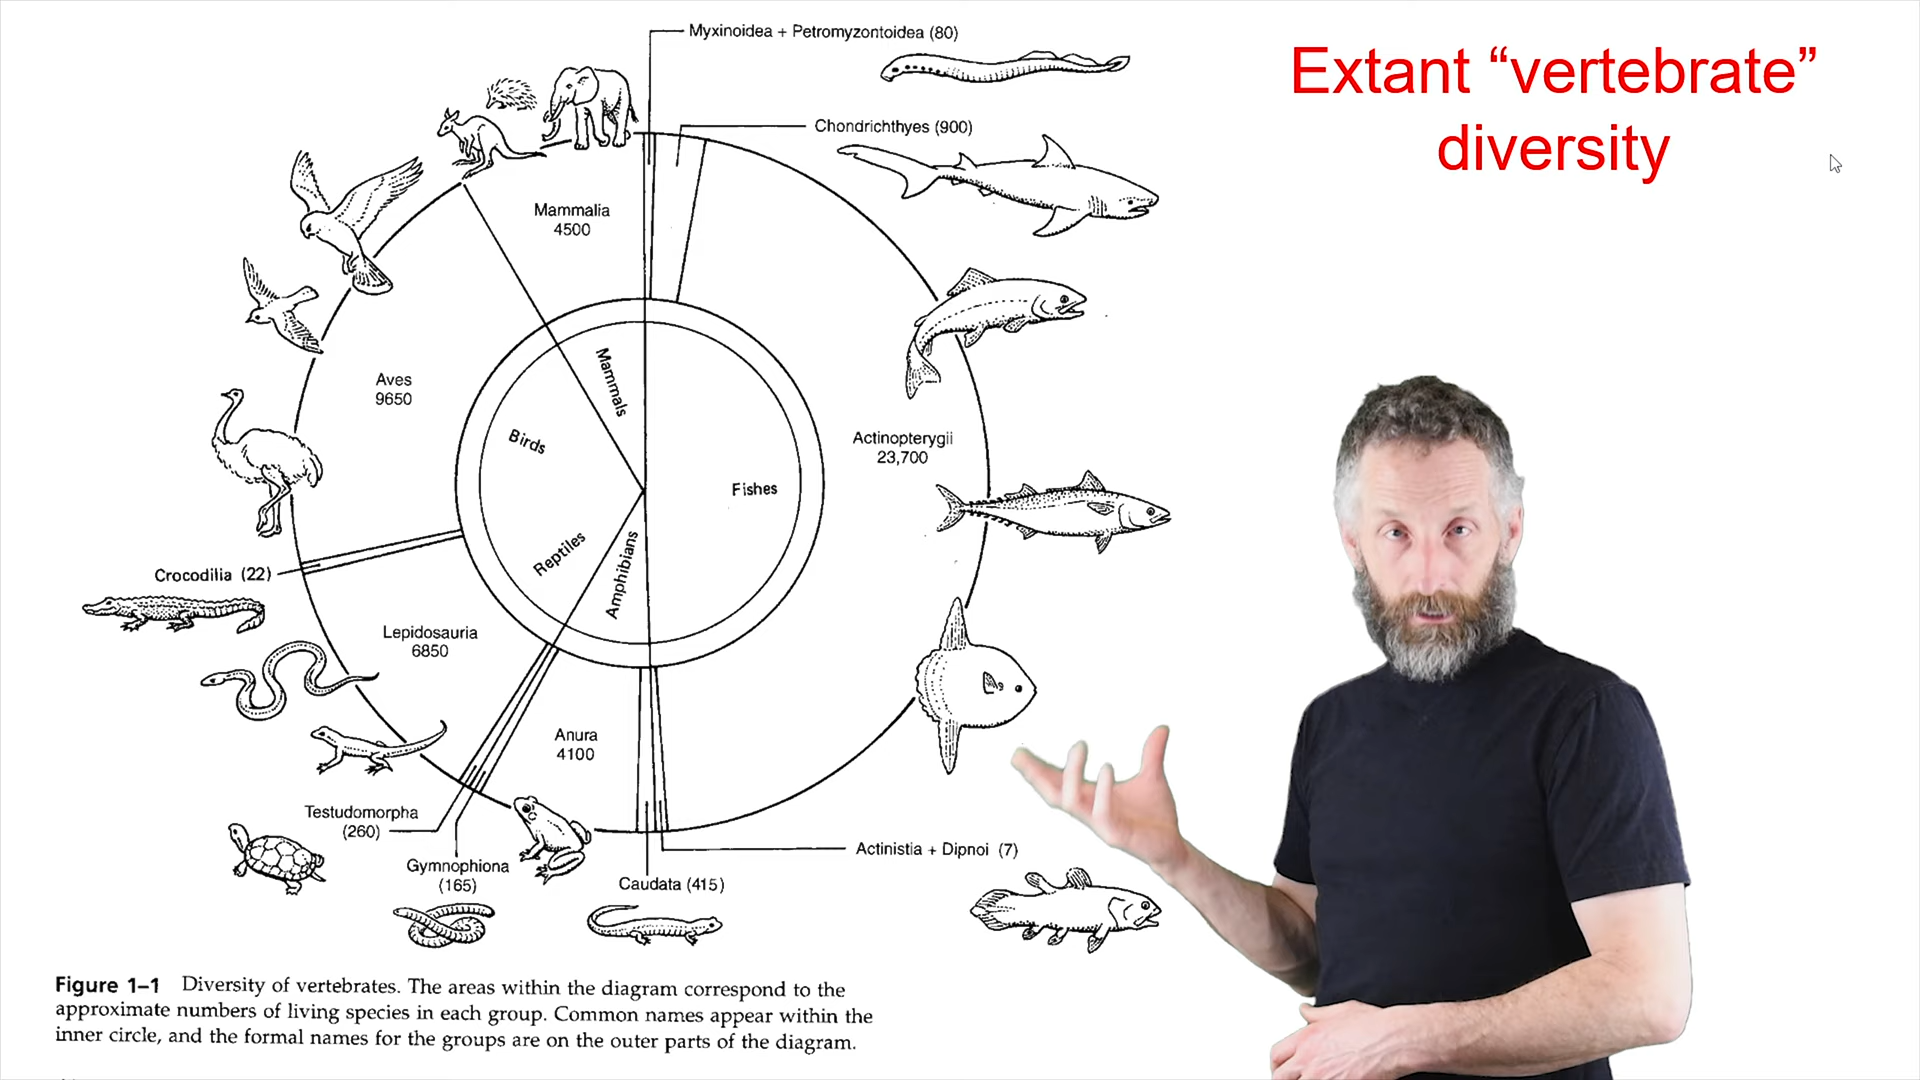 Extant “vertebrate”
diversity
Myxinoidea + Petromyzontoidea (80)
Chondrichthyes (900)
Mammalia
4500
Aves
9650
Actinopterygii
23,700
Mammals
Birds
Fishes
Reptiles
Amphibians
Crocodilia (22)
Lepidosauria
6850
Anura
4100
Testudomorpha
(260)
Gymnophiona
(165)
Caudata (415)
Actinistia + Dipnoi (7)
Figure 1–1 Diversity of vertebrates. The areas within the diagram correspond to the
approximate numbers of living species in each group. Common names appear within the
inner circle, and the formal names for the groups are on the outer parts of the diagram.